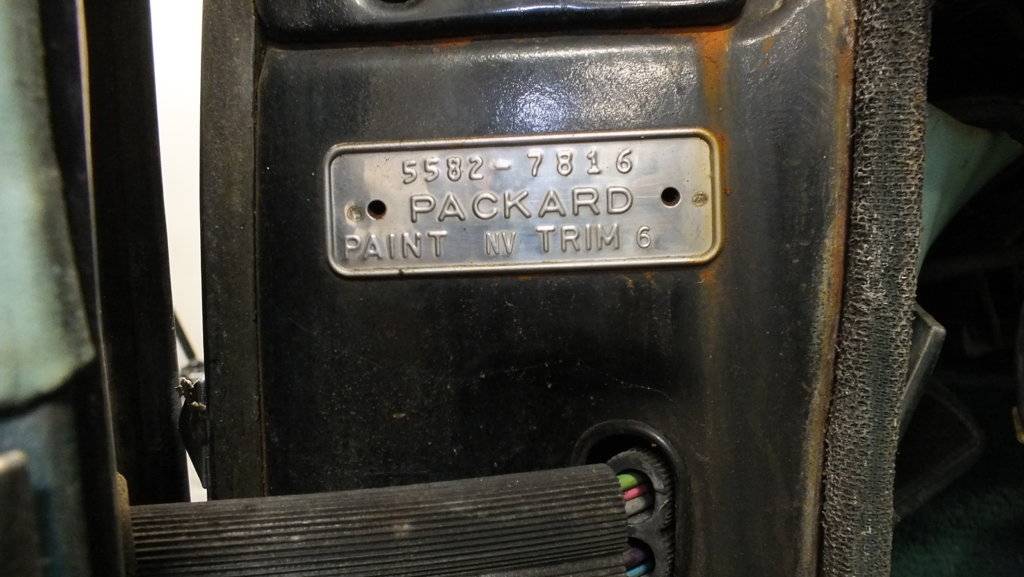 5582-7816
PACKARD
PAINT NV TRIM 6